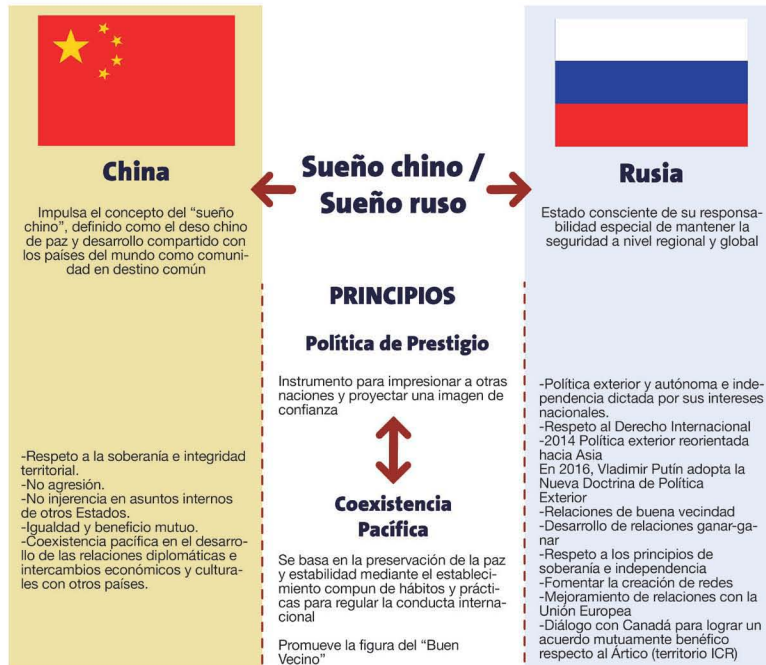 China
Impulsa el concepto del “sueño
chino”, definido como el deso chino
de paz y desarrollo compartido con
los países del mundo como comuni-
dad en destino común
-Respeto a la soberanía e integridad
territorial.
-No agresión.
-No injerencia en asuntos internos
de otros Estados.
-Igualdad y beneficio mutuo.
-Coexistencia pacífica en el desarro-
llo de las relaciones diplomáticas e
intercambios económicos y cultura-
les con otros países.
Sueño chino /
Sueño ruso
PRINCIPIOS
Política de Prestigio
Instrumento para impresionar a otras
naciones y proyectar una imagen de
confianza
Coexistencia
Pacífica
Se basa en la preservación de la paz
y estabilidad mediante el estableci-
miento compun de hábitos y prácti-
cas para regular la conducta interna-
cional
Promueve la figura del “Buen
Vecino”
Rusia
Estado consciente de su responsa-
bilidad especial de mantener la
seguridad a nivel regional y global
-Política exterior y autónoma e inde-
pendencia dictada por sus intereses
nacionales.
-Respeto al Derecho Internacional
-2014 Política exterior reorientada
hacia Asia
En 2016, Vladimir Putín adopta la
Nueva Doctrina de Política
Exterior
-Relaciones de buena vecindad
-Desarrollo de relaciones ganar-ga-
nar
-Respeto a los principios de
soberanía e independencia
-Fomentar la creación de redes
-Mejoramiento de relaciones con la
Unión Europea
-Diálogo con Canadá para lograr un
acuerdo mutuamente benéfico
respecto al Ártico (territorio ICR)